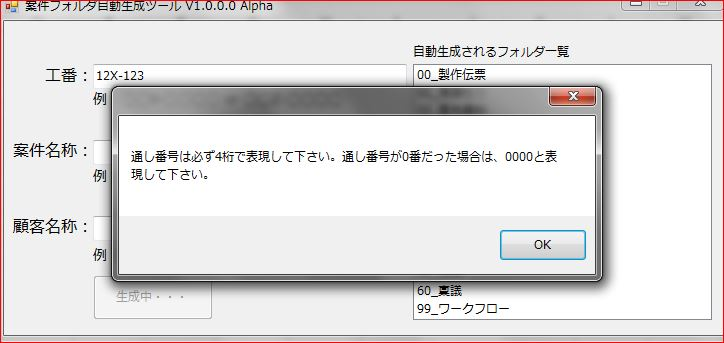 案件フォルダ自動生成ツール V1.0.0.0 Alpha
自動生成されるフォルダ一覧
工番：
12X-123
00_製作伝票
例
案件名称：
例
通し番号は必ず4桁で表現して下さい。通し番号が0番だった場合は、0000と表
現して下さい。
顧客名称：
例
OK
生成中・・・
60_稟議
99_ワークフロー